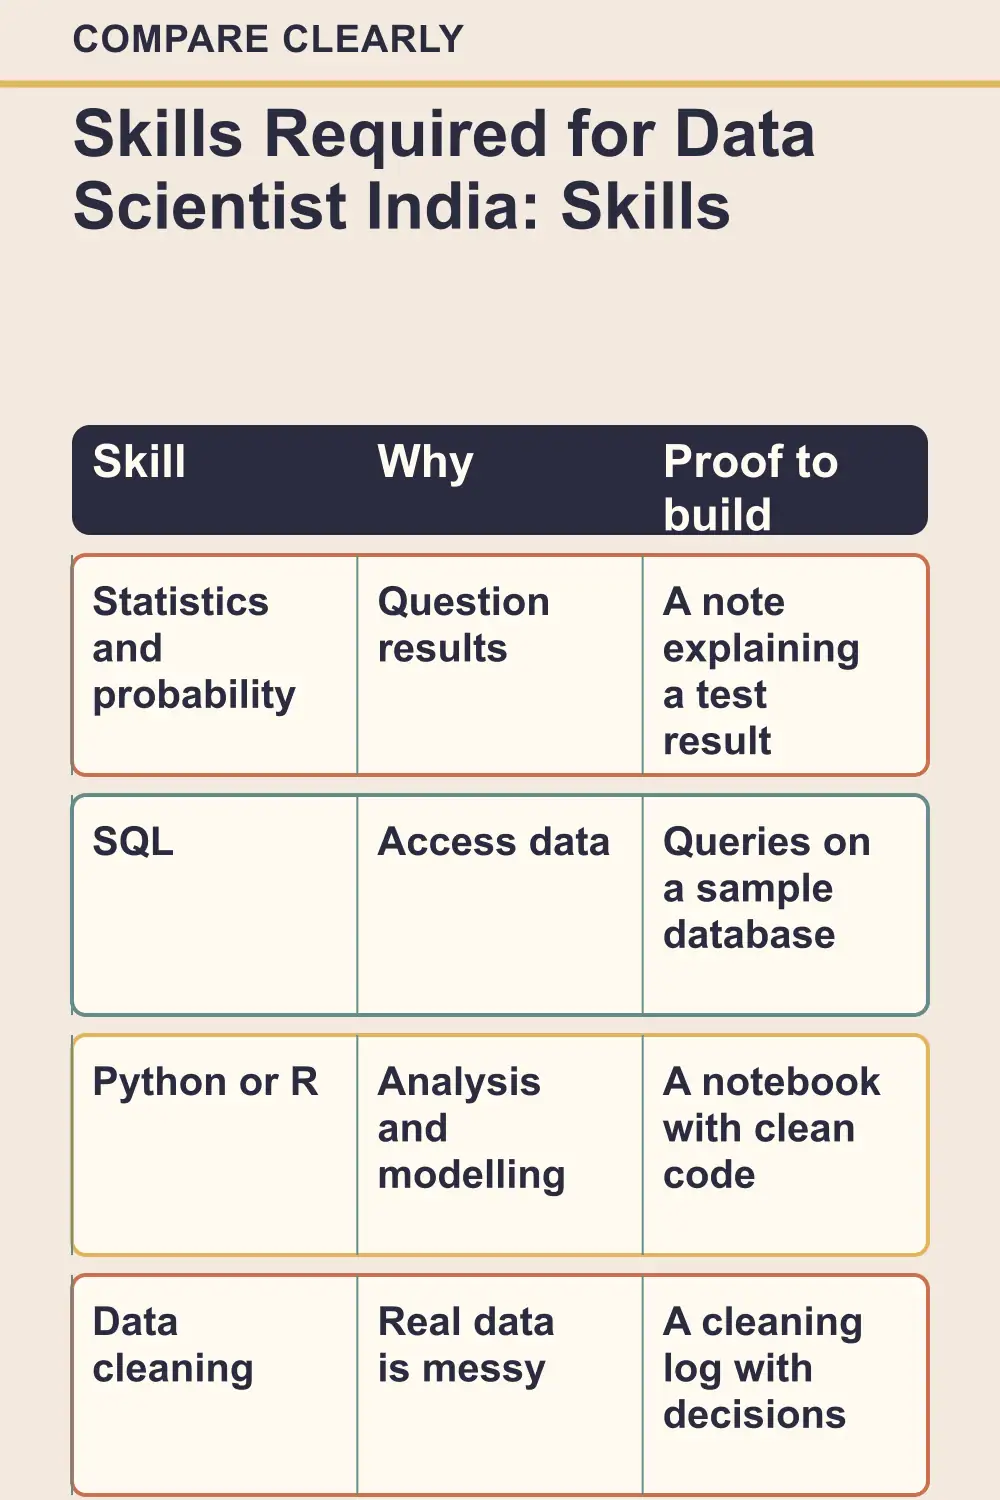 COMPARE CLEARLY
Skills Required for Data
Scientist India: Skills
Skill
Why
Proof to
build
Statistics
and
probability
Question
results
A note
explaining
a test
result
SQL
Access data
Queries on
a sample
database
Python or R
Analysis
and
modelling
A notebook
with clean
code
Data
cleaning
Real data
is messy
A cleaning
log with
decisions